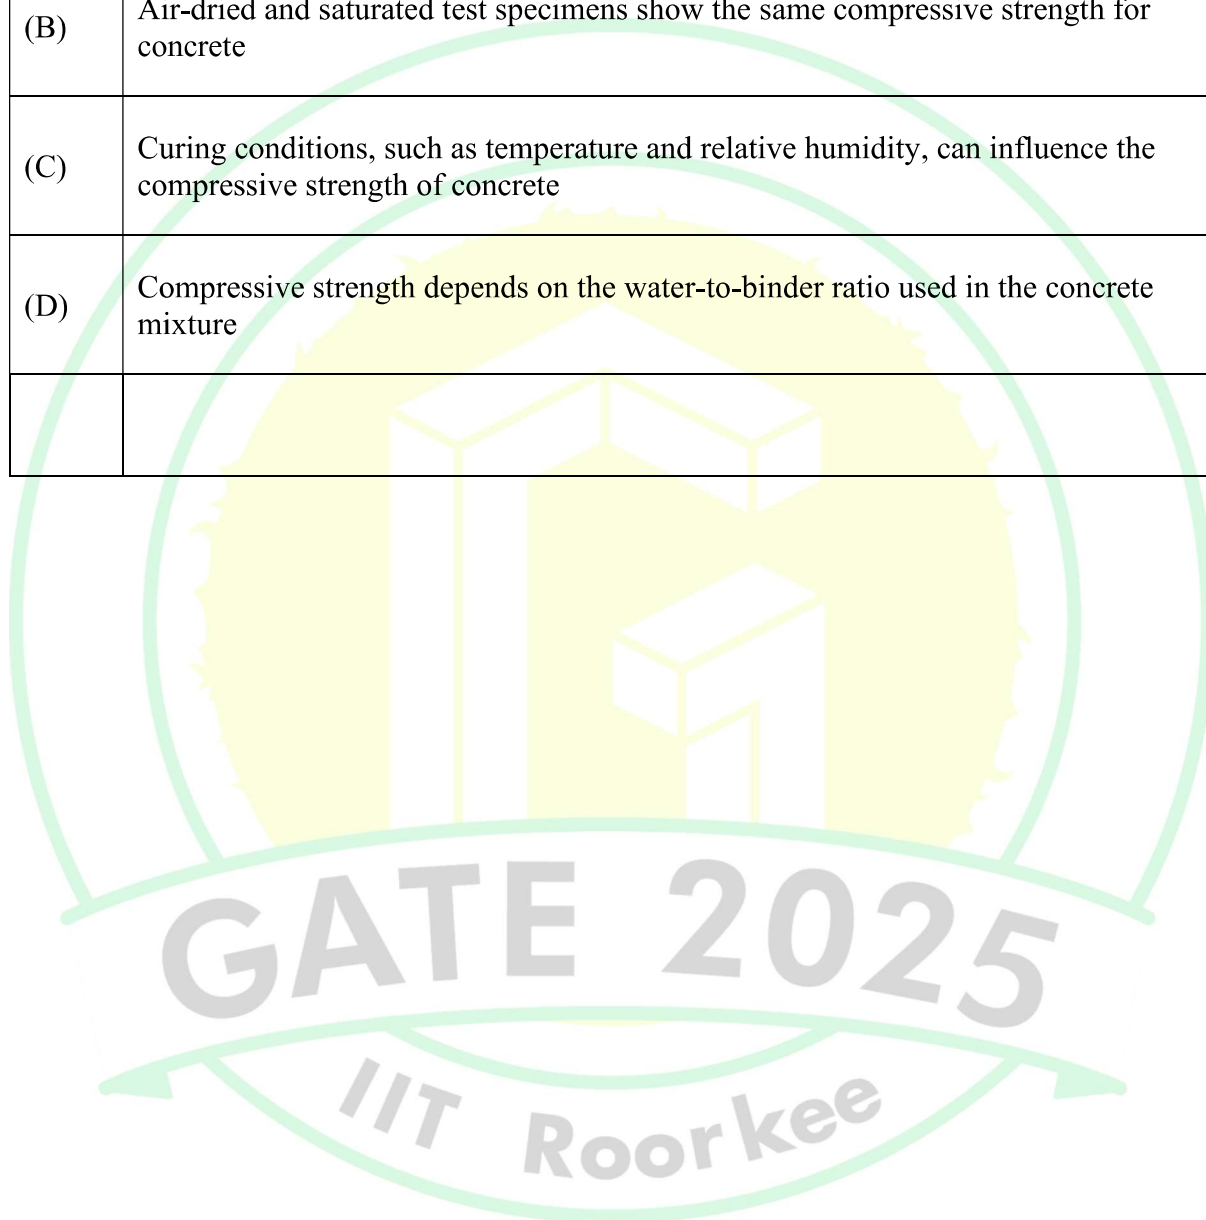 (B)
Air-dried and saturated test specimens show the same compressive strength for
concrete
(C)
Curing conditions, such as temperature and relative humidity, can influence the
compressive strength of concrete
(D)
Compressive strength depends on the water-to-binder ratio used in the concrete
mixture
GATE 2025
IIT Roorkee